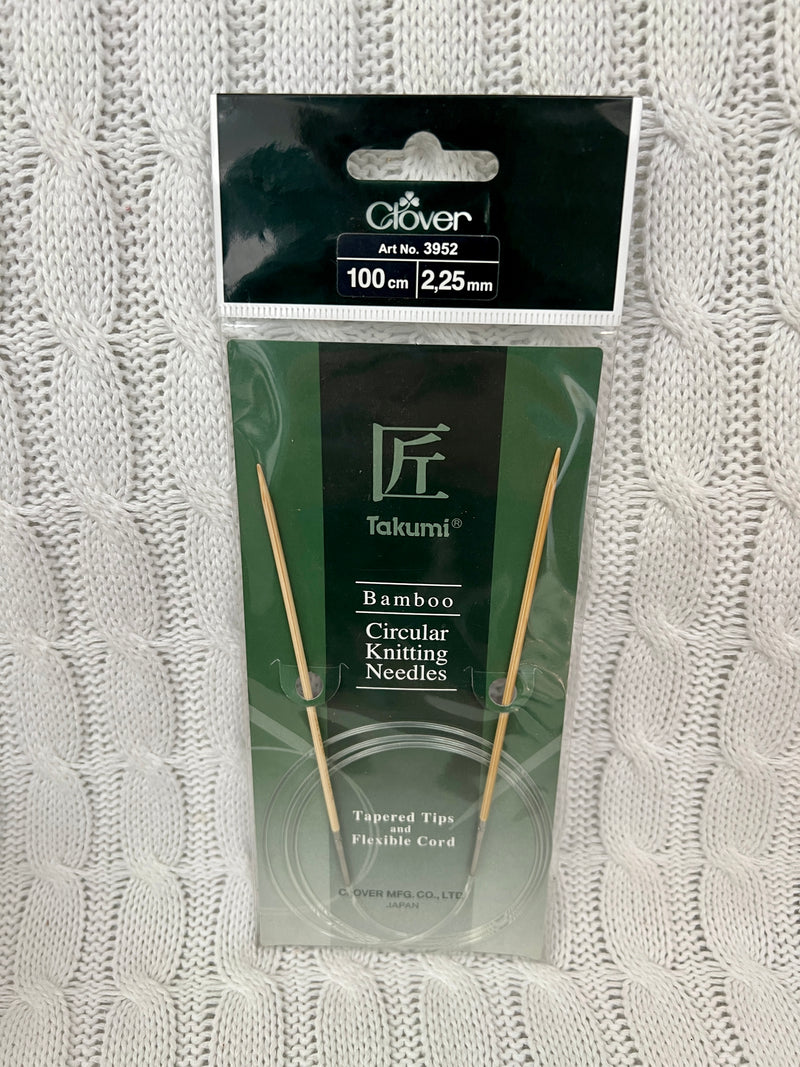 Clover
Art No. 3952
100 cm 2,25 mm
匠
Takumi®
Bamboo
Circular
Knitting
Needles
Tapered Tips
and
Flexible Cord
CLOVER MFG. CO., LTD.
JAPAN